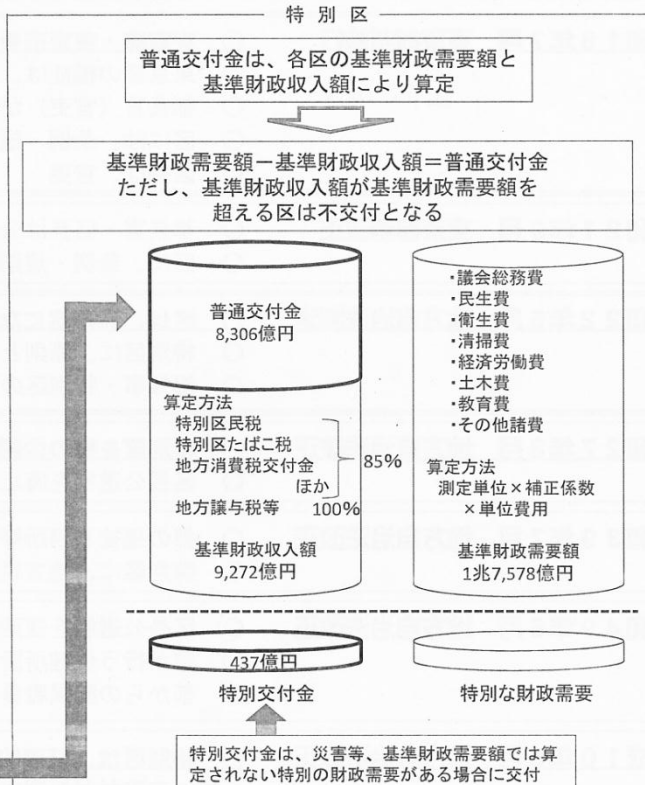 特別区
普通交付金は、各区の基準財政需要額と
基準財政収入額により算定
基準財政需要額－基準財政収入額＝普通交付金
ただし、基準財政収入額が基準財政需要額を
超える区は不交付となる
普通交付金
8,306億円
算定方法
特別区民税
特別区たばこ税
地方消費税交付金
ほか
85%
地方譲与税等 100%
基準財政収入額
9,272億円
・議会総務費
・民生費
・衛生費
・清掃費
・経済労働費
・土木費
・教育費
・その他諸費
算定方法
測定単位×補正係数
×単位費用
基準財政需要額
1兆7,578億円
437億円
特別交付金
特別な財政需要
特別交付金は、災害等、基準財政需要額では算
定されない特別の財政需要がある場合に交付